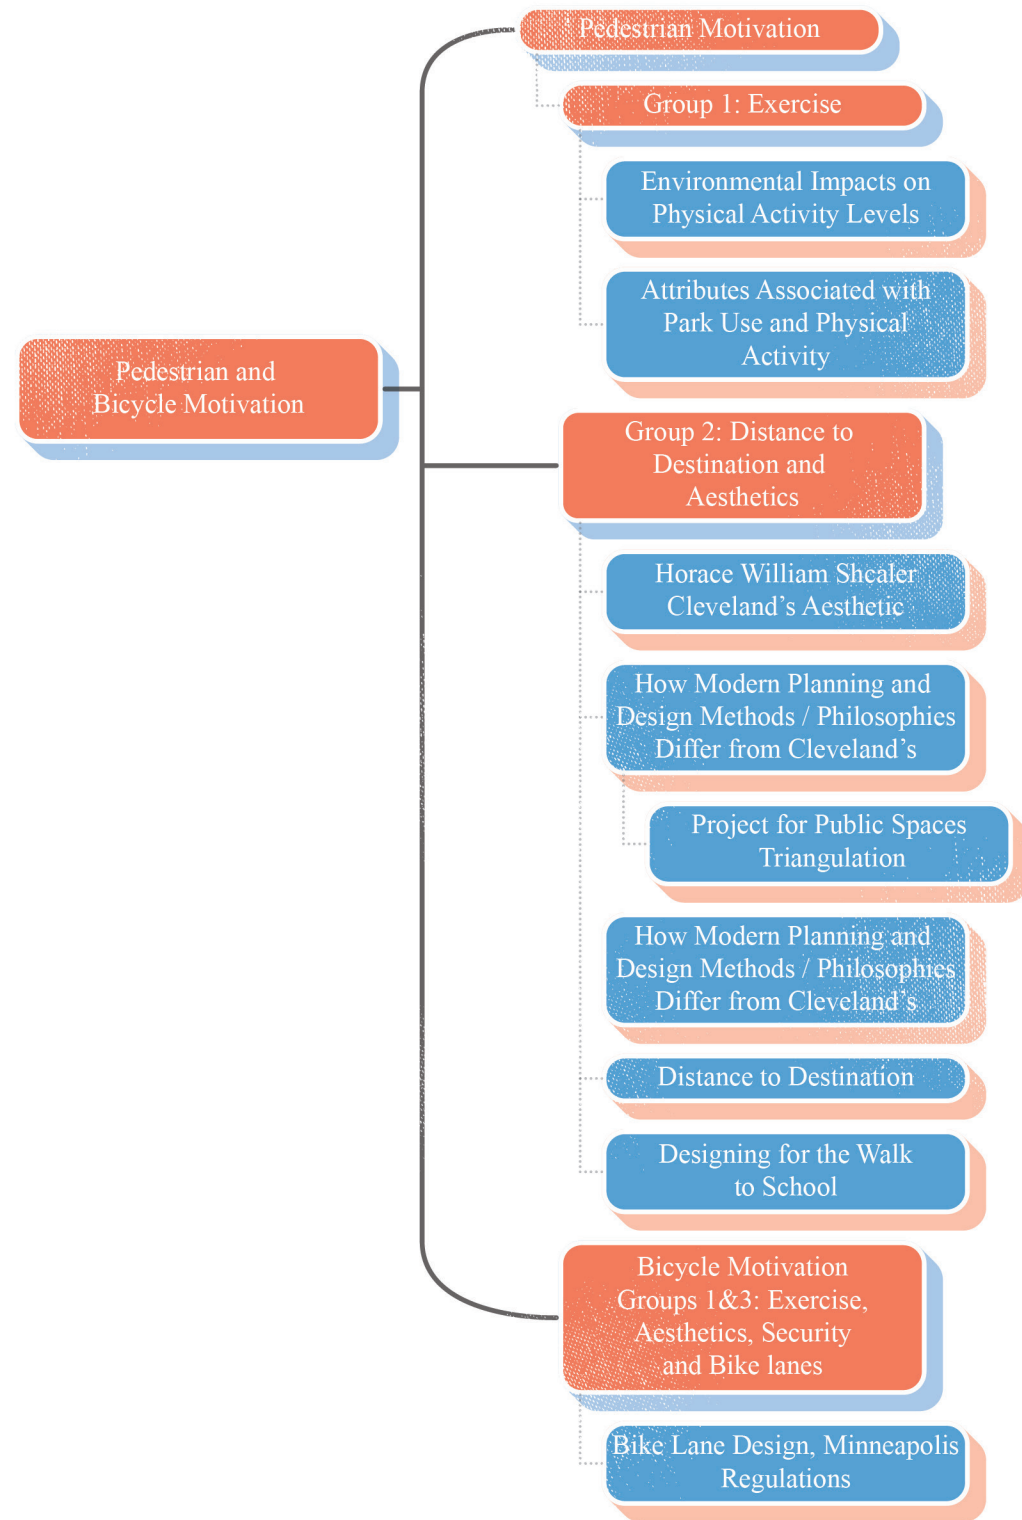 Pedestrian Motivation
Group 1: Exercise
Environmental Impacts on
Physical Activity Levels
Attributes Associated with
Park Use and Physical
Activity
Pedestrian and
Bicycle Motivation
Group 2: Distance to
Destination and
Aesthetics
Horace William Shcaler
Cleveland’s Aesthetic
How Modern Planning and
Design Methods / Philosophies
Differ from Cleveland’s
Project for Public Spaces
Triangulation
How Modern Planning and
Design Methods / Philosophies
Differ from Cleveland’s
Distance to Destination
Designing for the Walk
to School
Bicycle Motivation
Groups 1&3: Exercise,
Aesthetics, Security
and Bike lanes
Bike Lane Design, Minneapolis
Regulations